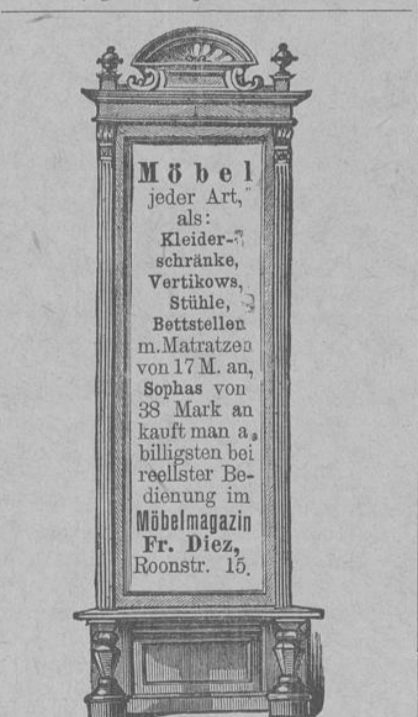 Möbel
jeder Art,
als:
Kleider-
schränke,
Vertikows,
Stühle,
Bettstellen
m. Matratzen
von 17 M. an,
Sophas von
38 Mark an
kauft man a.
billigsten bei
reellster Be-
dienung im
Möbelmagazin
Fr. Diez,
Roonstr. 15.